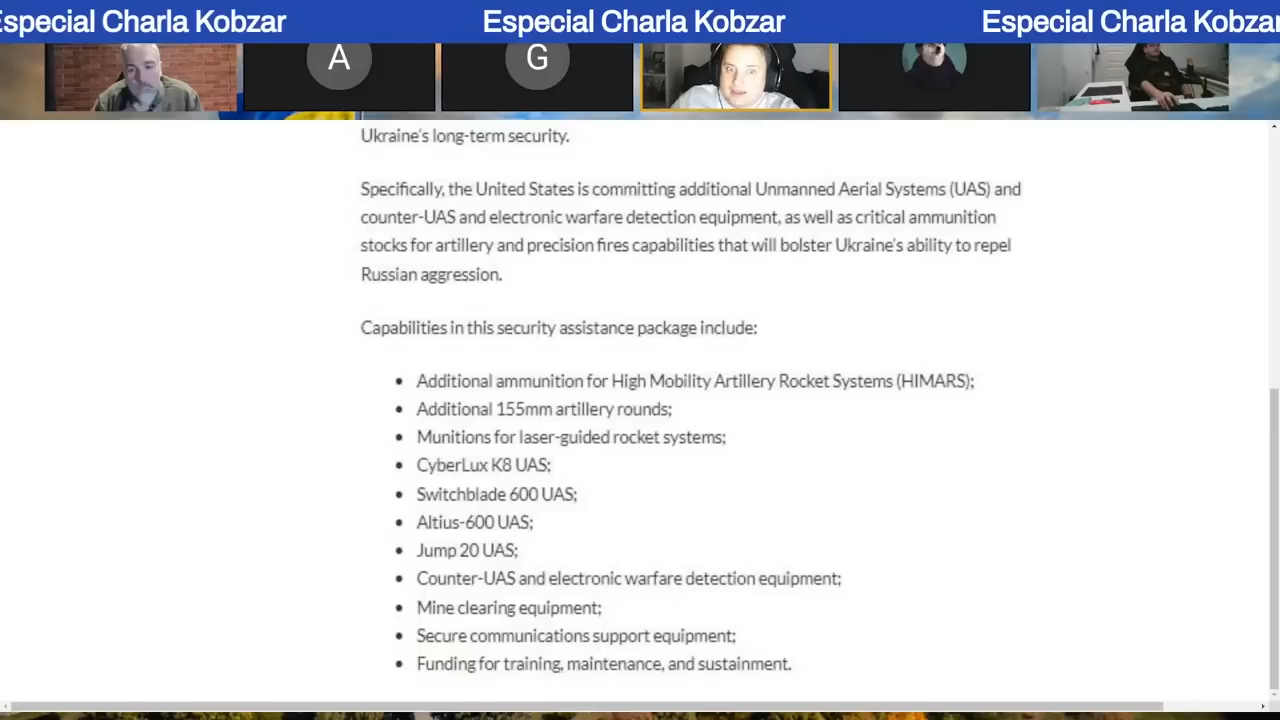 Especial Charla Kobzar Especial Charla Kobzar Especial Charla Kobzar
A G
Ukraine's long-term security.
Specifically, the United States is committing additional Unmanned Aerial Systems (UAS) and
counter-UAS and electronic warfare detection equipment, as well as critical ammunition
stocks for artillery and precision fires capabilities that will bolster Ukraine's ability to repel
Russian aggression.
Capabilities in this security assistance package include:
• Additional ammunition for High Mobility Artillery Rocket Systems (HIMARS);
• Additional 155mm artillery rounds;
• Munitions for laser-guided rocket systems;
• CyberLux K8 UAS;
• Switchblade 600 UAS;
• Altius-600 UAS;
• Jump 20 UAS;
• Counter-UAS and electronic warfare detection equipment;
• Mine clearing equipment;
• Secure communications support equipment;
• Funding for training, maintenance, and sustainment.